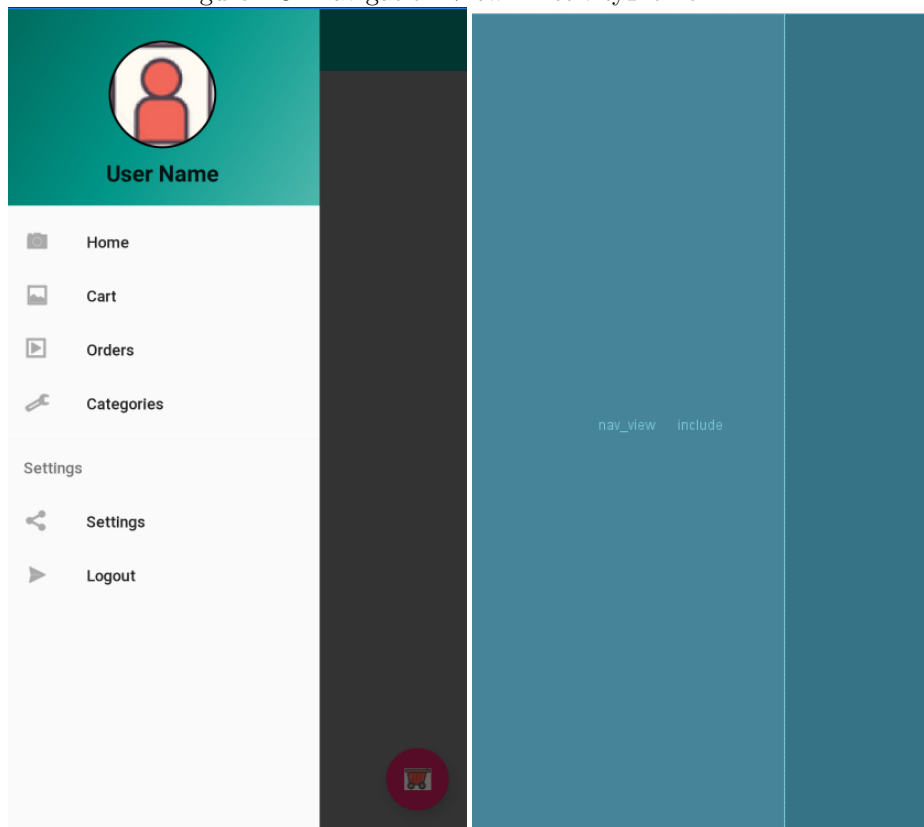 User Name
Home
Cart
Orders
Categories
Settings
Settings
Logout
nav_view include